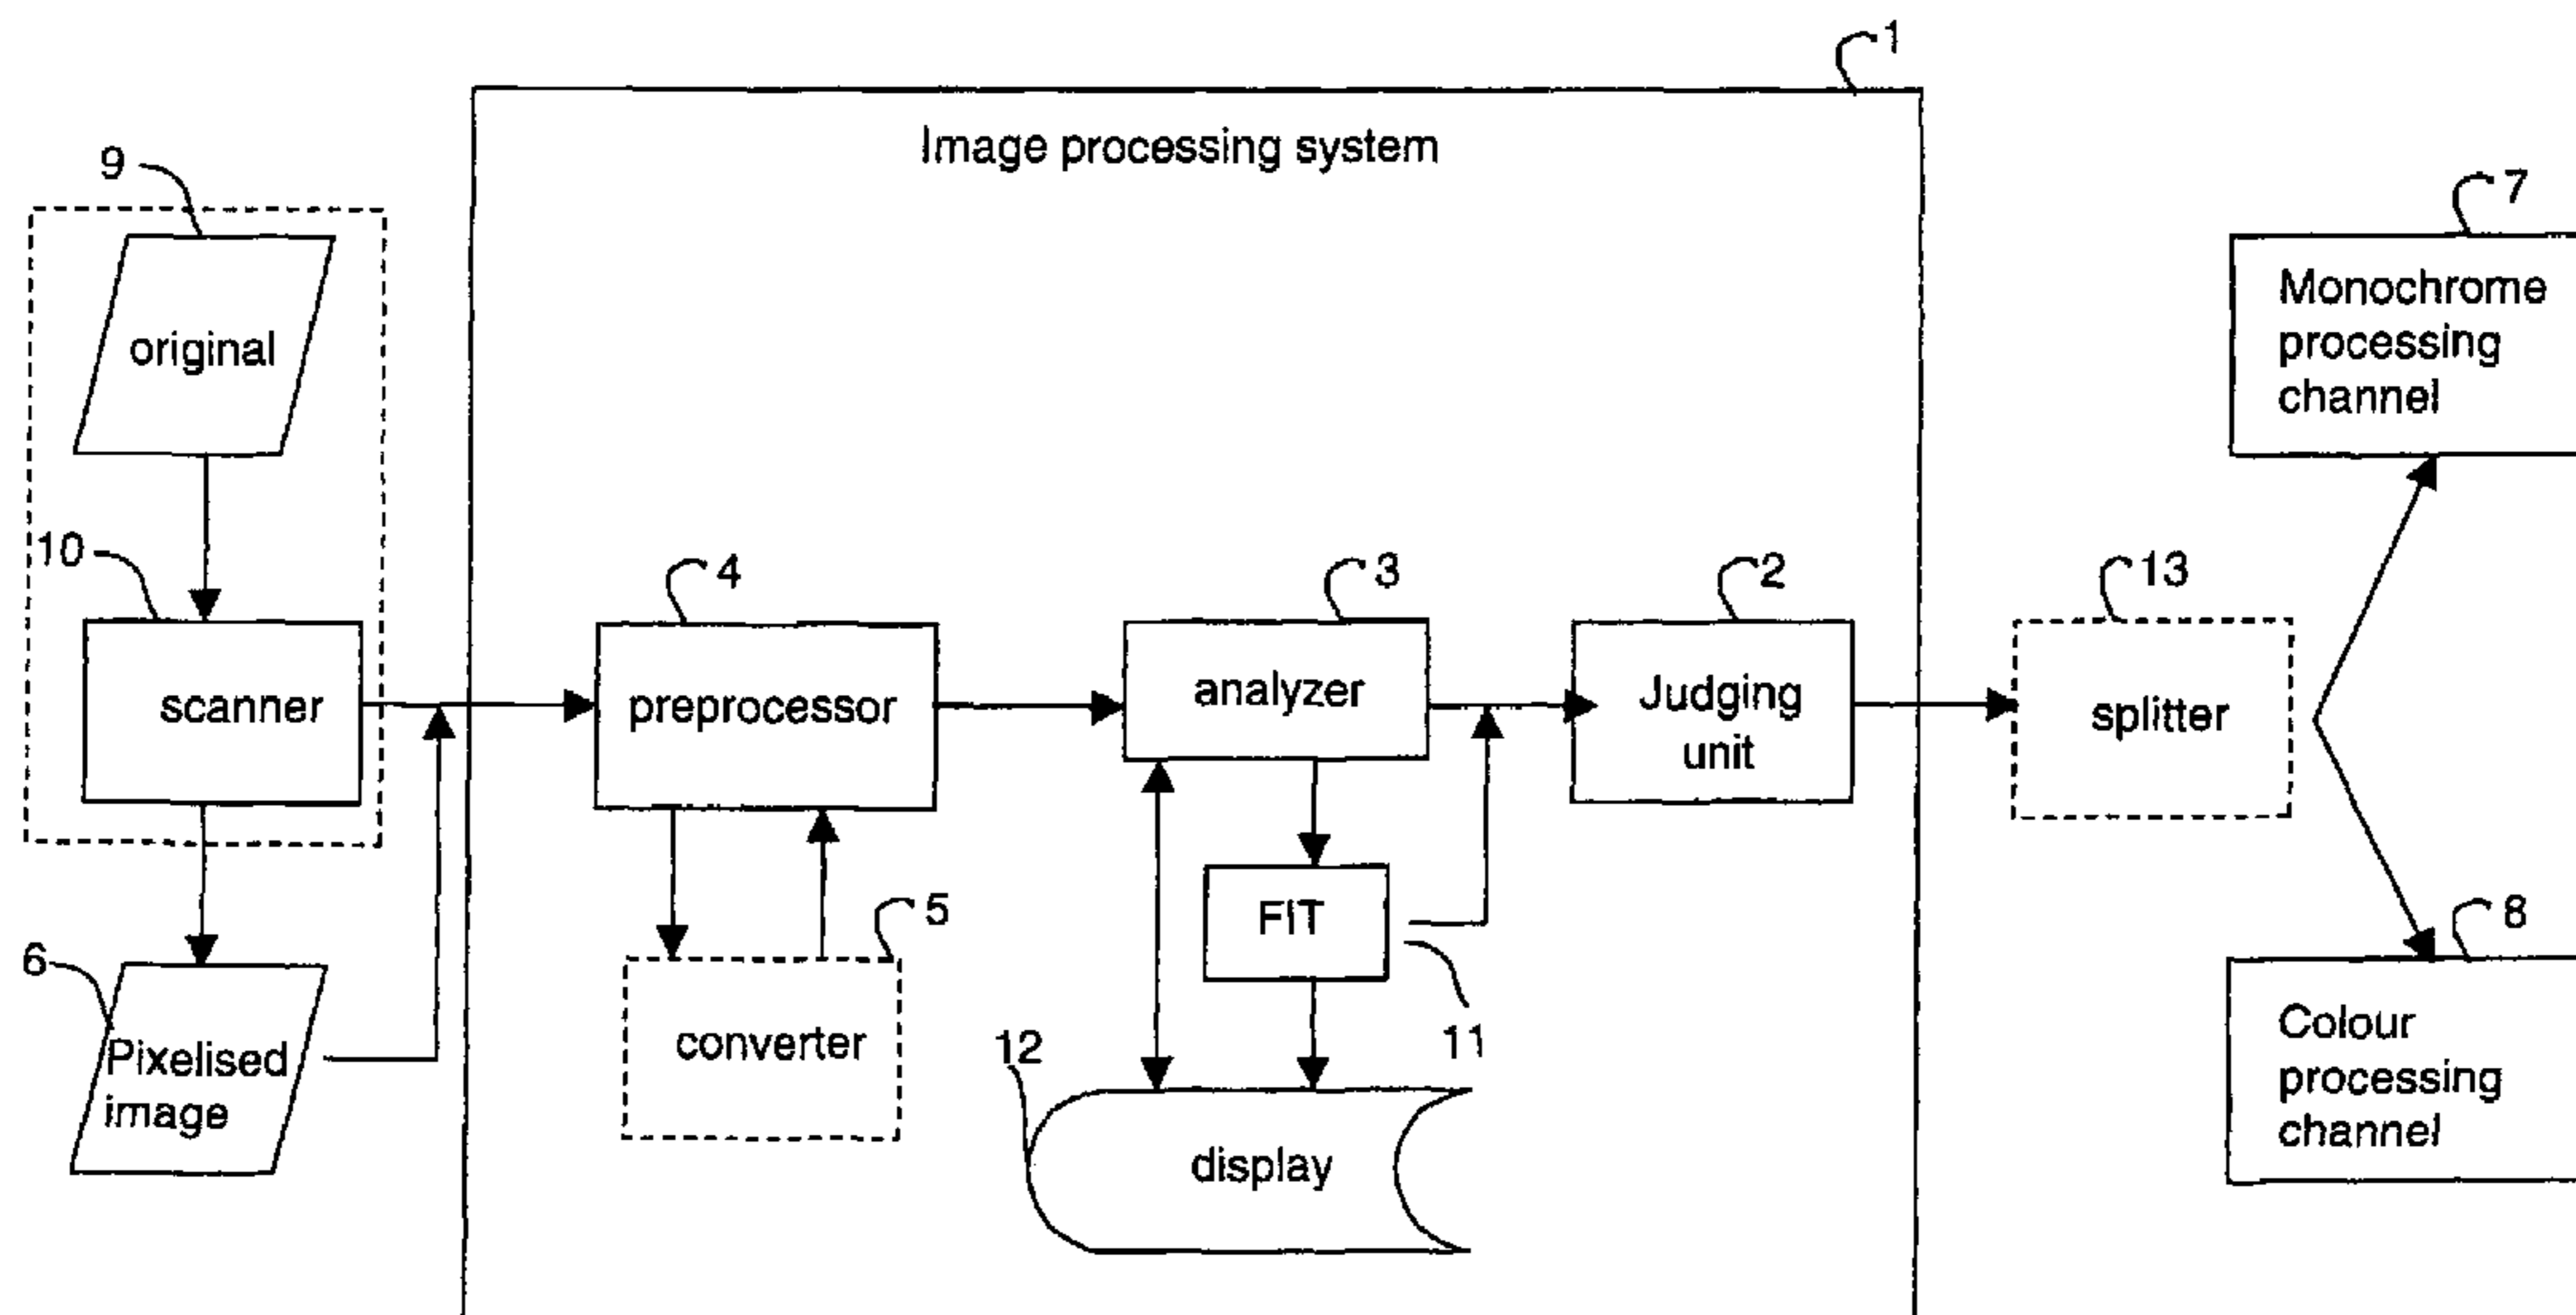 1
Image processing system
9
original
10
scanner
6
Pixelised
image
4
preprocessor
5
converter
3
analyzer
FIT
11
12
display
2
Judging
unit
13
splitter
7
Monochrome
processing
channel
8
Colour
processing
channel